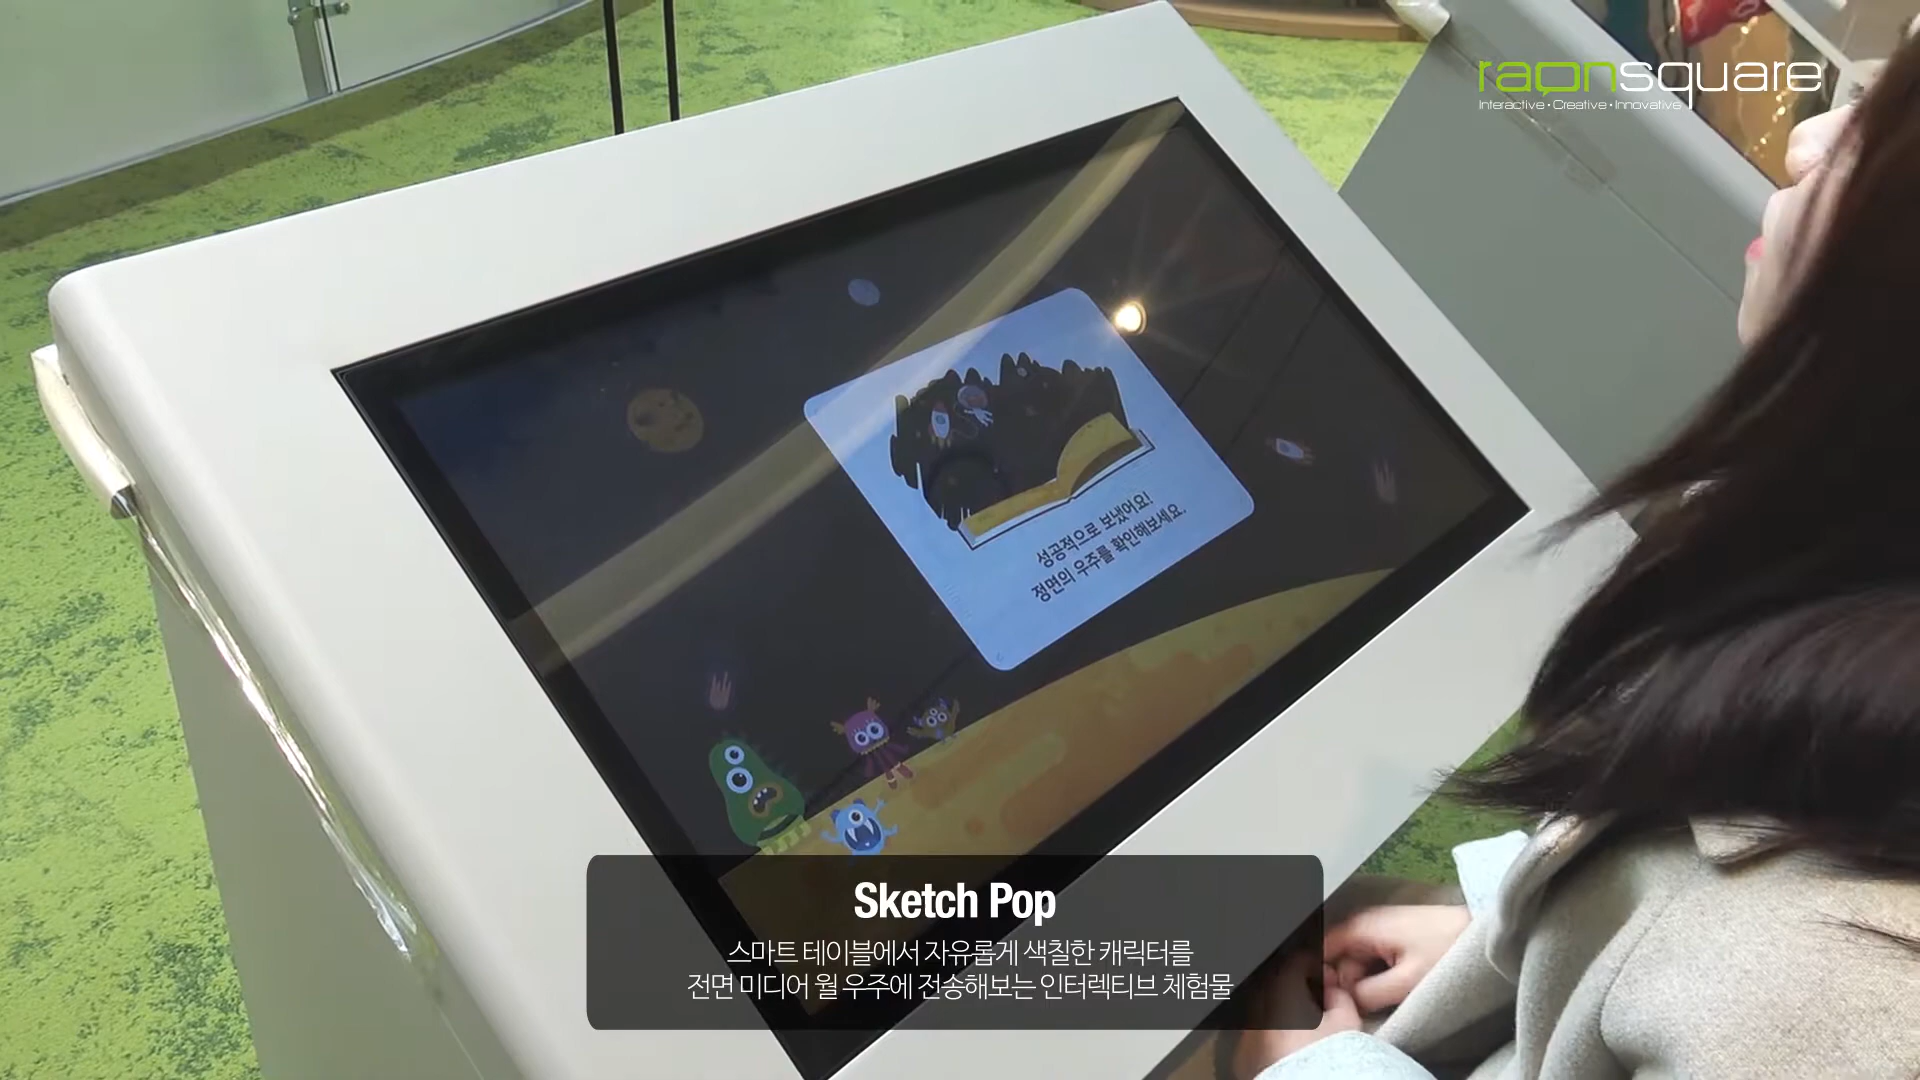 raonsquare
Interactive • Creative • Innovative
성공적으로 보냈어요!
정면의 우주를 확인해보세요.
Sketch Pop
스마트 테이블에서 자유롭게 색칠한 캐릭터를
전면 미디어 월 우주에 전송해보는 인터렉티브 체험물